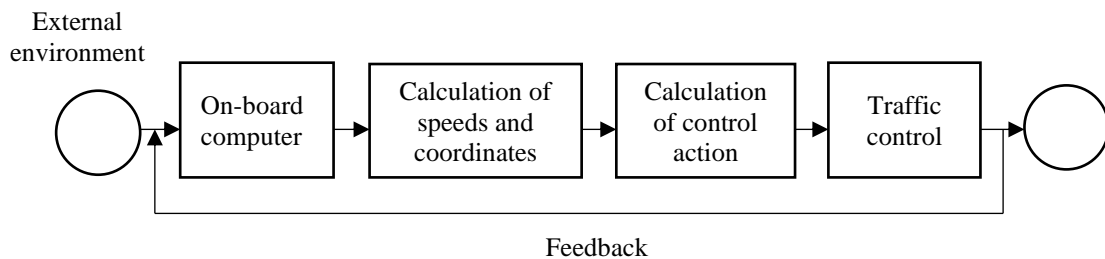 External
environment
On-board
computer
Calculation of
speeds and
coordinates
Calculation
of control
action
Traffic
control
Feedback